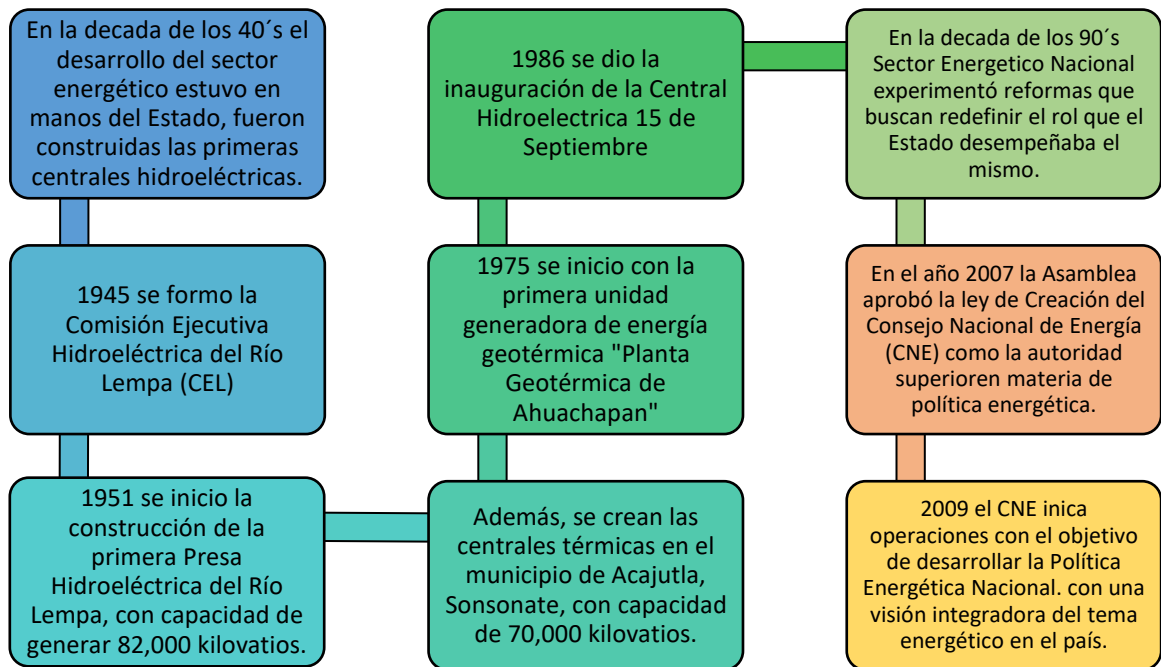 En la decada de los 40´s el
desarrollo del sector
energético estuvo en
manos del Estado, fueron
construidas las primeras
centrales hidroeléctricas.
1945 se formo la
Comisión Ejecutiva
Hidroeléctrica del Río
Lempa (CEL)
1951 se inicio la
construcción de la
primera Presa
Hidroeléctrica del Río
Lempa, con capacidad de
generar 82,000 kilovatios.
Además, se crean las
centrales térmicas en el
municipio de Acajutla,
Sonsonate, con capacidad
de 70,000 kilovatios.
1975 se inicio con la
primera unidad
generadora de energía
geotérmica "Planta
Geotérmica de
Ahuachapan"
1986 se dio la
inauguración de la Central
Hidroelectrica 15 de
Septiembre
En la decada de los 90´s
Sector Energetico Nacional
experimentó reformas que
buscan redefinir el rol que el
Estado desempeñaba el
mismo.
En el año 2007 la Asamblea
aprobó la ley de Creación del
Consejo Nacional de Energía
(CNE) como la autoridad
superioren materia de
política energética.
2009 el CNE inica
operaciones con el objetivo
de desarrollar la Política
Energética Nacional. con una
visión integradora del tema
energético en el país.